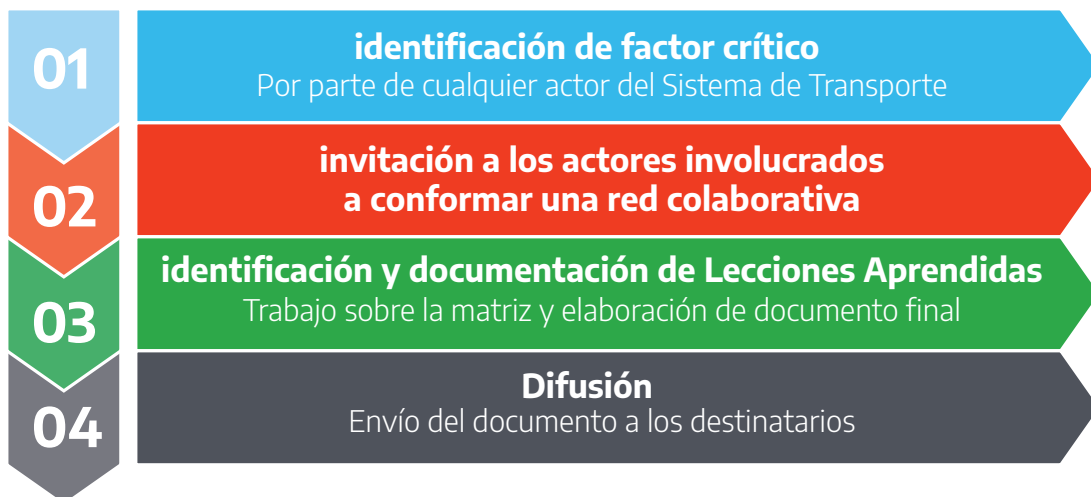 01
identificación de factor crítico
Por parte de cualquier actor del Sistema de Transporte
02
invitación a los actores involucrados
a conformar una red colaborativa
03
identificación y documentación de Lecciones Aprendidas
Trabajo sobre la matriz y elaboración de documento final
04
Difusión
Envío del documento a los destinatarios